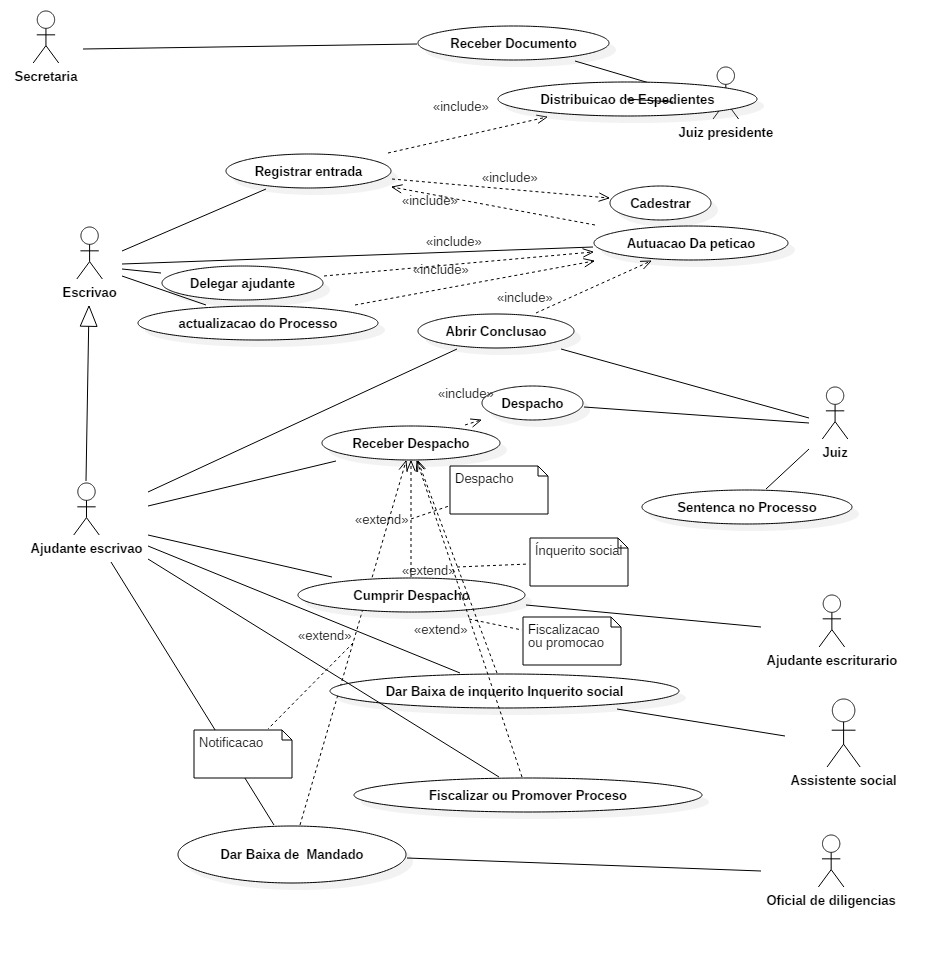 Receber Documento
Secretaria
Distribuicao de Espedientes
«include»
Juiz presidente
Registrar entrada
«include»
«include»
Cadestrar
«include»
Autuacao Da peticao
«include»
Delegar ajudante
Escrivao
«include»
actualizacao do Processo
Abrir Conclusao
«include»
Despacho
Receber Despacho
Juiz
Despacho
Sentenca no Processo
«extend»
Ajudante escrivao
Ínquerito social
«extend»
Cumprir Despacho
Fiscalizacao
ou promocao
«extend»
«extend»
Ajudante escriturario
Dar Baixa de inquerito Inquerito social
Notificacao
Assistente social
Fiscalizar ou Promover Proceso
Dar Baixa de  Mandado
Oficial de diligencias